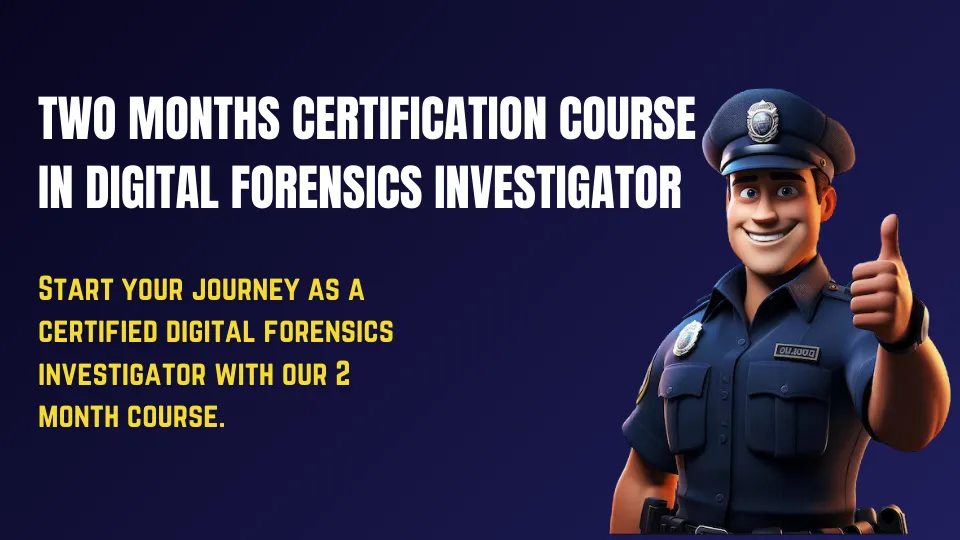 TWO MONTHS CERTIFICATION COURSE
IN DIGITAL FORENSICS INVESTIGATOR
Start your journey as a
certified digital forensics
investigator with our 2
month course.